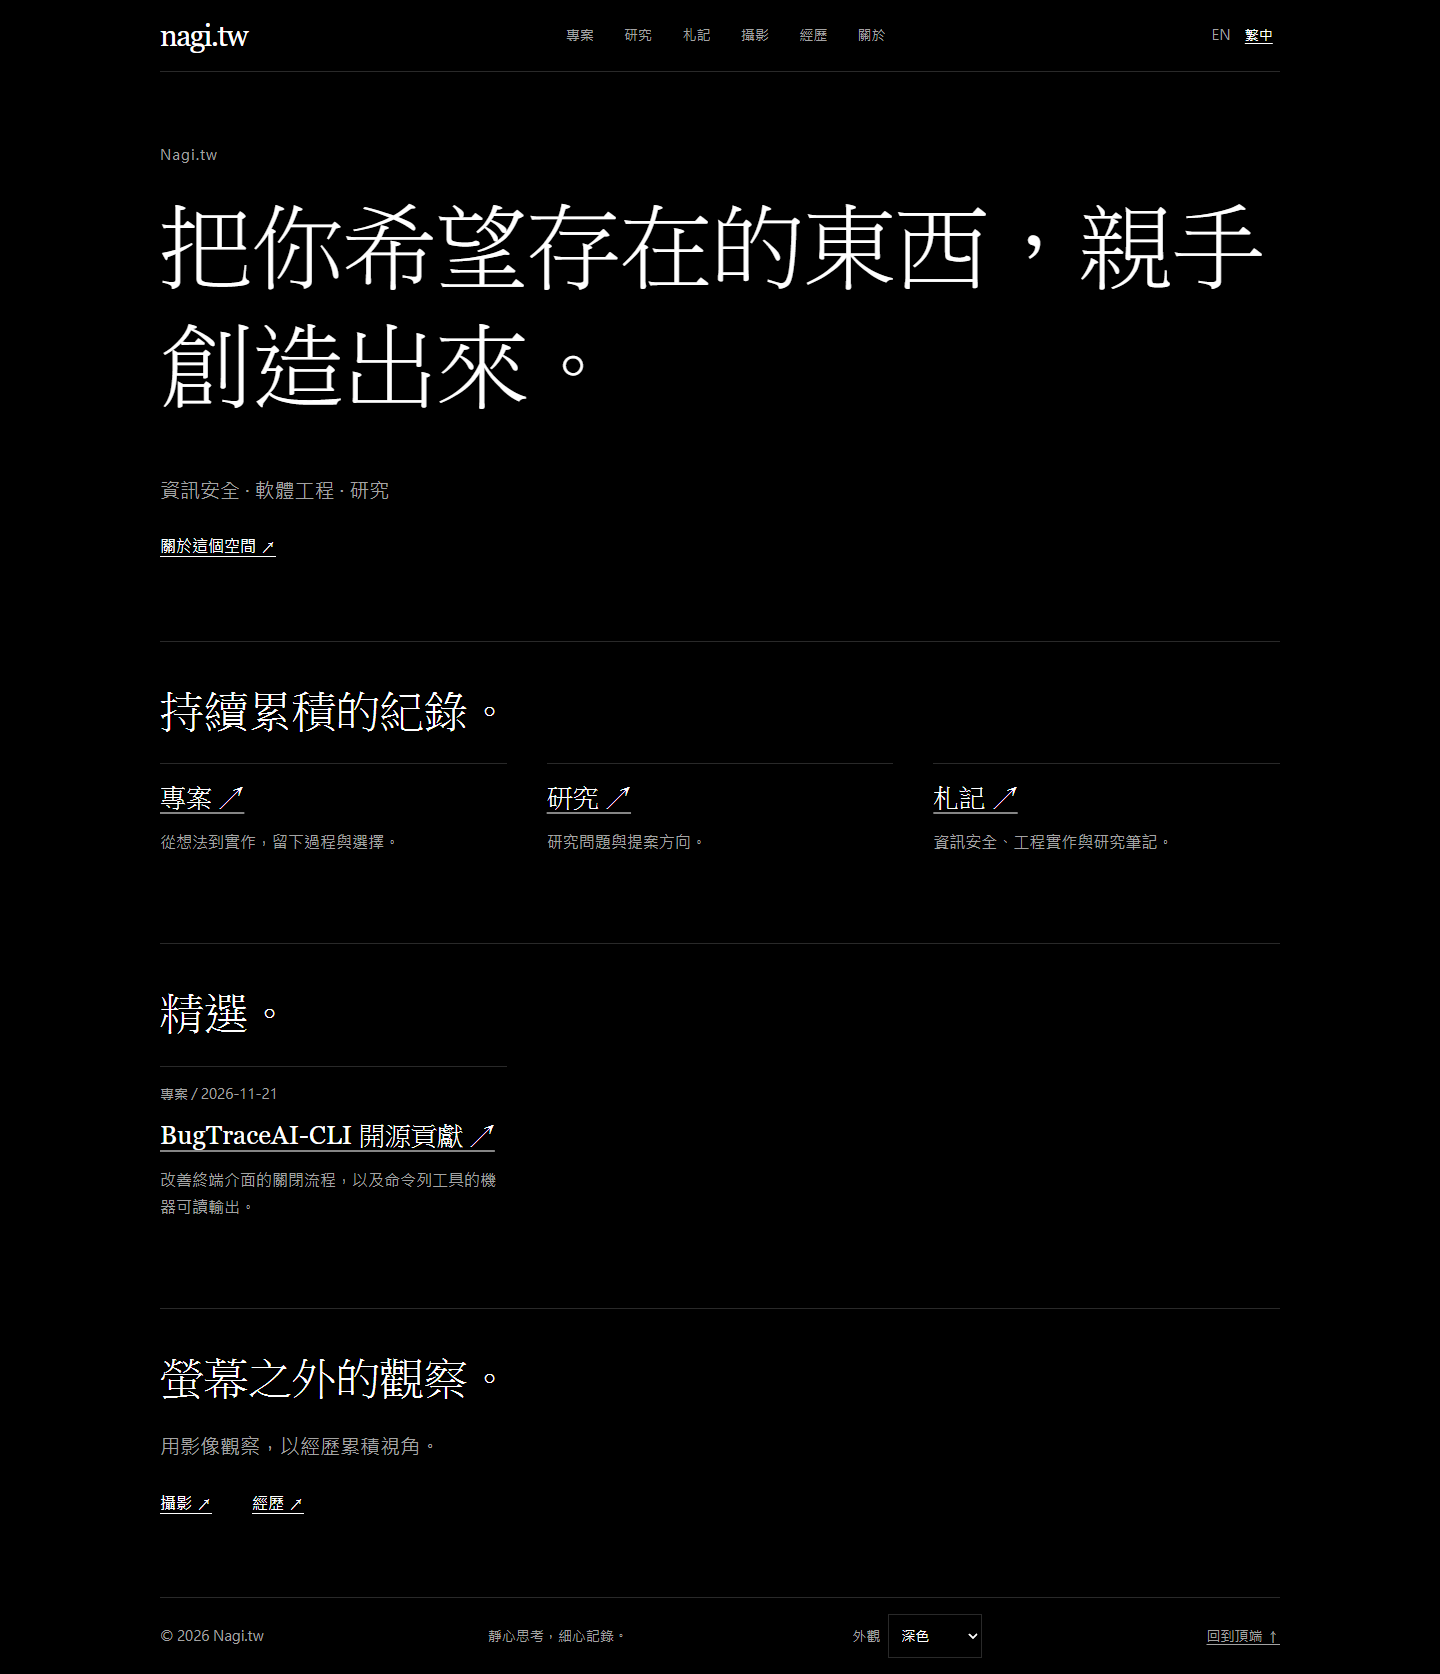 nagi.tw
專案 研究 札記 攝影 經歷 關於
EN 繁中
Nagi.tw
把你希望存在的東西，親手
創造出來。
資訊安全 · 軟體工程 · 研究
關於這個空間 ↗
持續累積的紀錄。
專案 ↗
從想法到實作，留下過程與選擇。
研究 ↗
研究問題與提案方向。
札記 ↗
資訊安全、工程實作與研究筆記。
精選。
專案 / 2026-11-21
BugTraceAI-CLI 開源貢獻 ↗
改善終端介面的關閉流程，以及命令列工具的機
器可讀輸出。
螢幕之外的觀察。
用影像觀察，以經歷累積視角。
攝影 ↗ 經歷 ↗
© 2026 Nagi.tw
靜心思考，細心記錄。
外觀 深色
回到頂端 ↑